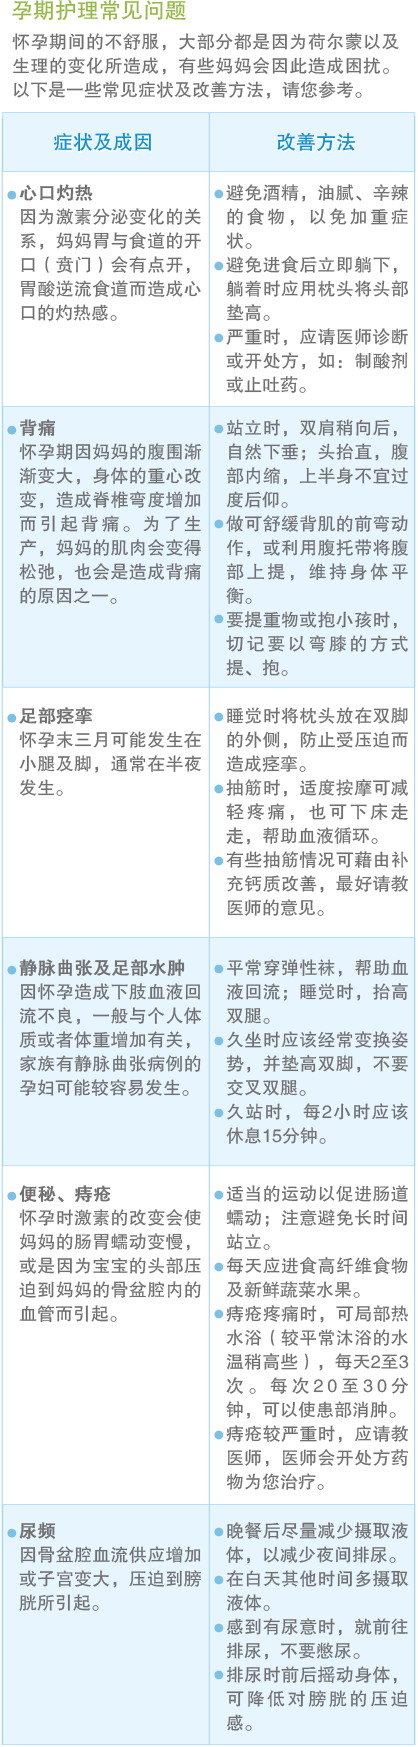 孕期护理常见问题
怀孕期间的不舒服，大部分都是因为荷尔蒙以及
生理的变化所造成，有些妈妈会因此造成困扰。
以下是一些常见症状及改善方法，请您参考。
症状及成因
改善方法
●心口灼热
因为激素分泌变化的关
系，妈妈胃与食道的开
口（贲门）会有点开，
胃酸逆流食道而造成心
口的灼热感。
●避免酒精，油腻、辛辣
的食物，以免加重症
状。
●避免进食后立即躺下，
躺着时应用枕头将头部
垫高。
●严重时，应请医师诊断
或开处方，如：制酸剂
或止吐药。
●背痛
怀孕期因妈妈的腹围渐
渐变大，身体的重心改
变，造成脊椎弯度增加
而引起背痛。为了生
产，妈妈的肌肉会变得
松弛，也会是造成背痛
的原因之一。
●站立时，双肩稍向后，
自然下垂；头抬直，腹
部内缩，上半身不宜过
度后仰。
●做可舒缓背肌的前弯动
作，或利用腹托带将腹
部上提，维持身体平
衡。
●要提重物或抱小孩时，
切记要以弯膝的方式
提、抱。
●足部痉挛
怀孕末三月可能发生在
小腿及脚，通常在半夜
发生。
●睡觉时将枕头放在双脚
的外侧，防止受压迫而
造成痉挛。
●抽筋时，适度按摩可减
轻疼痛，也可下床走
走，帮助血液循环。
●有些抽筋情况可藉由补
充钙质改善，最好请教
医师的意见。
●静脉曲张及足部水肿
因怀孕造成下肢血液回
流不良，一般与个人体
质或者体重增加有关，
家族有静脉曲张病例的
孕妇可能较容易发生。
●平常穿弹性袜，帮助血
液回流；睡觉时，抬高
双腿。
●久坐时应该经常变换姿
势，并垫高双脚，不要
交叉双腿。
●久站时，每2小时应该
休息15分钟。
●便秘、痔疮
怀孕时激素的改变会使
妈妈的肠胃蠕动变慢，
或是因为宝宝的头部压
迫到妈妈的骨盆腔内的
血管而引起。
●适当的运动以促进肠道
蠕动；注意避免长时间
站立。
●每天应进食高纤维食物
及新鲜蔬菜水果。
●痔疮疼痛时，可局部热
水浴（较平常沐浴的水
温稍高些），每天2至3
次。每次20至30分
钟，可以使患部消肿。
●痔疮较严重时，应请教
医师，医师会开处方药
物为您治疗。
●尿频
因骨盆腔血流供应增加
或子宫变大，压迫到膀
胱所引起。
●晚餐后尽量减少摄取液
体，以减少夜间排尿。
●在白天其他时间多摄取
液体。
●感到有尿意时，就前往
排尿，不要憋尿。
●排尿时前后摇动身体，
可降低对膀胱的压迫
感。